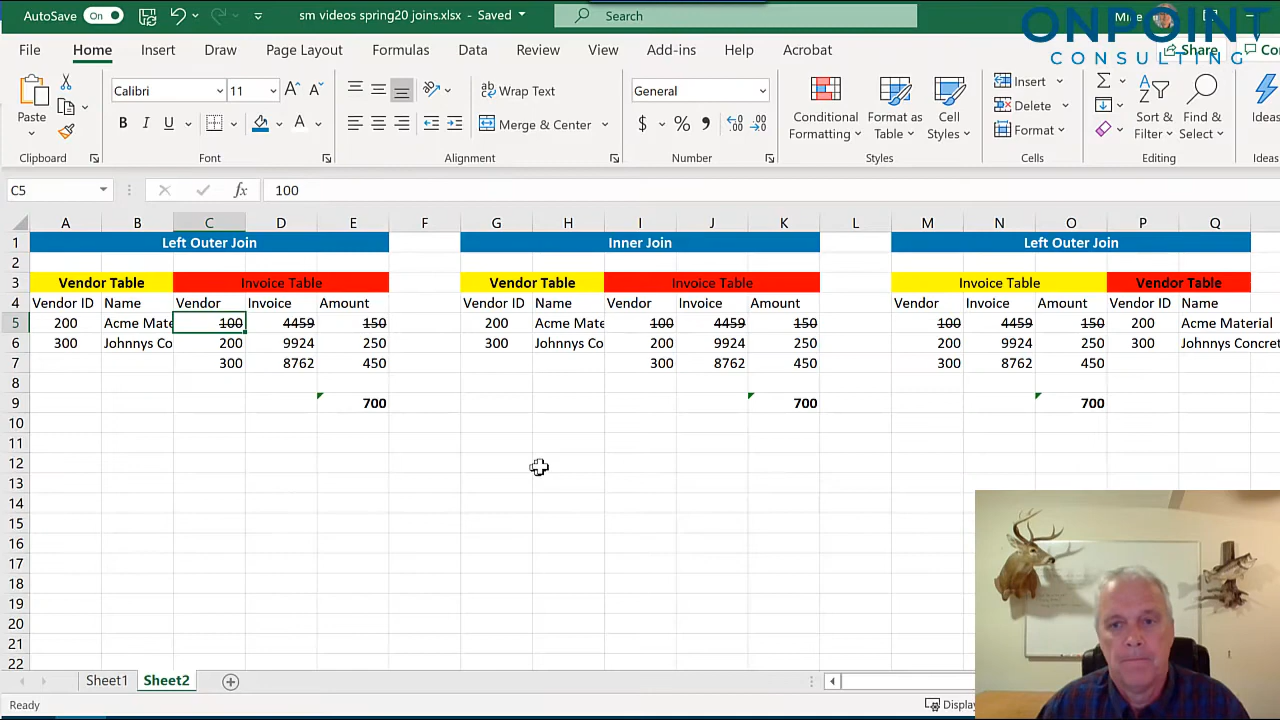 AutoSave On sm videos spring20 joins.xlsx - Saved Search Mike
ONPOINT
CONSULTING
File Home Insert Draw Page Layout Formulas Data Review View Add-ins Help Acrobat Share Co
Paste Calibri 11 Wrap Text General Conditional Formatting Format as Table Cell Styles Insert Sort & Filter Find & Select Ideas
B I U Merge & Center $ % Delete
Format
Clipboard Font Alignment Number Styles Cells Editing Ideas
C5 fx 100
A B C D E F G H I J K L M N O P Q
1 Left Outer Join Inner Join Left Outer Join
2
3 Vendor Table Invoice Table Vendor Table Invoice Table Invoice Table Vendor Table
4 Vendor ID Name Vendor Invoice Amount Vendor ID Name Vendor Invoice Amount Vendor Invoice Amount Vendor ID Name
5 200 Acme Mate 100 4459 150 200 Acme Mate 100 4459 150 100 4459 150 200 Acme Material
6 300 Johnnys Co 200 9924 250 300 Johnnys Co 200 9924 250 200 9924 250 300 Johnnys Concrete
7 300 8762 450 300 8762 450 300 8762 450
8
9 700 700 700
10
11
12
13
14
15
16
17
18
19
20
21
22
Sheet1 Sheet2
Ready Display